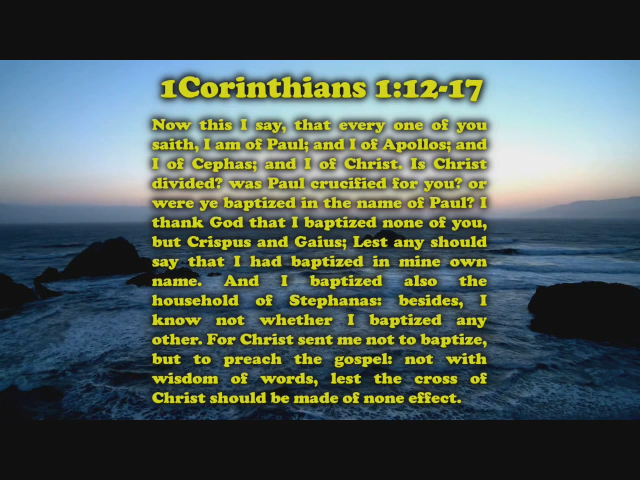 1Corinthians 1:12-17
Now this I say, that every one of you
saith, I am of Paul; and I of Apollos; and
I of Cephas; and I of Christ. Is Christ
divided? was Paul crucified for you? or
were ye baptized in the name of Paul? I
thank God that I baptized none of you,
but Crispus and Gaius; Lest any should
say that I had baptized in mine own
name. And I baptized also the
household of Stephanas: besides, I
know not whether I baptized any
other. For Christ sent me not to baptize,
but to preach the gospel: not with
wisdom of words, lest the cross of
Christ should be made of none effect.